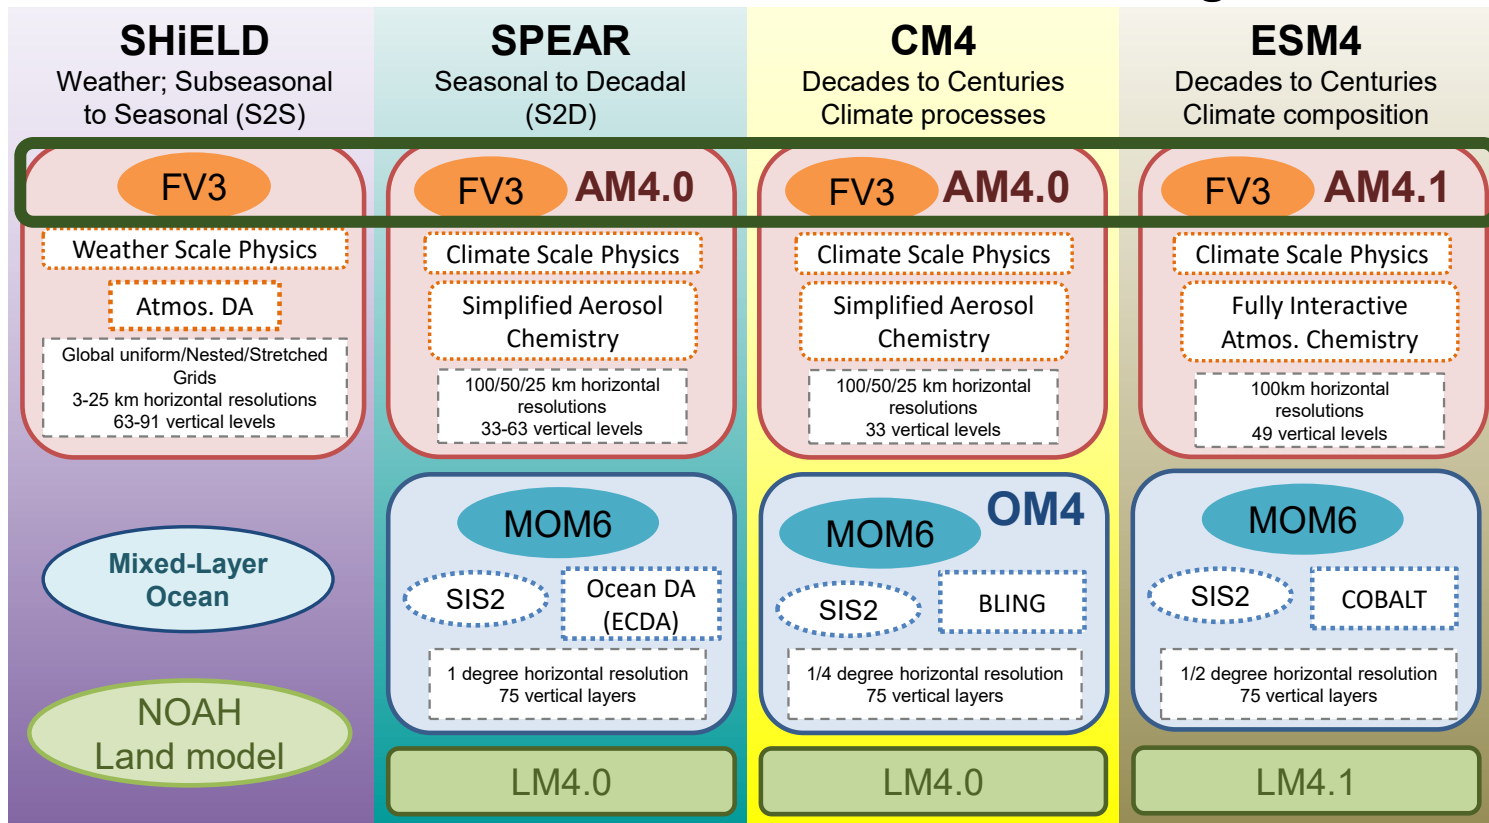 SHiELD
Weather; Subseasonal
to Seasonal (S2S)
FV3
Weather Scale Physics
Atmos. DA
Global uniform/Nested/Stretched
Grids
3-25 km horizontal resolutions
63-91 vertical levels
Mixed-Layer
Ocean
NOAH
Land model
SPEAR
Seasonal to Decadal
(S2D)
FV3 AM4.0
Climate Scale Physics
Simplified Aerosol
Chemistry
100/50/25 km horizontal
resolutions
33-63 vertical levels
MOM6
SIS2
Ocean DA
(ECDA)
1 degree horizontal resolution
75 vertical layers
LM4.0
CM4
Decades to Centuries
Climate processes
FV3 AM4.0
Climate Scale Physics
Simplified Aerosol
Chemistry
100/50/25 km horizontal
resolutions
33 vertical levels
OM4
MOM6
SIS2
BLING
1/4 degree horizontal resolution
75 vertical layers
LM4.0
ESM4
Decades to Centuries
Climate composition
FV3 AM4.1
Climate Scale Physics
Fully Interactive
Atmos. Chemistry
100km horizontal
resolutions
49 vertical levels
MOM6
SIS2
COBALT
1/2 degree horizontal resolution
75 vertical layers
LM4.1